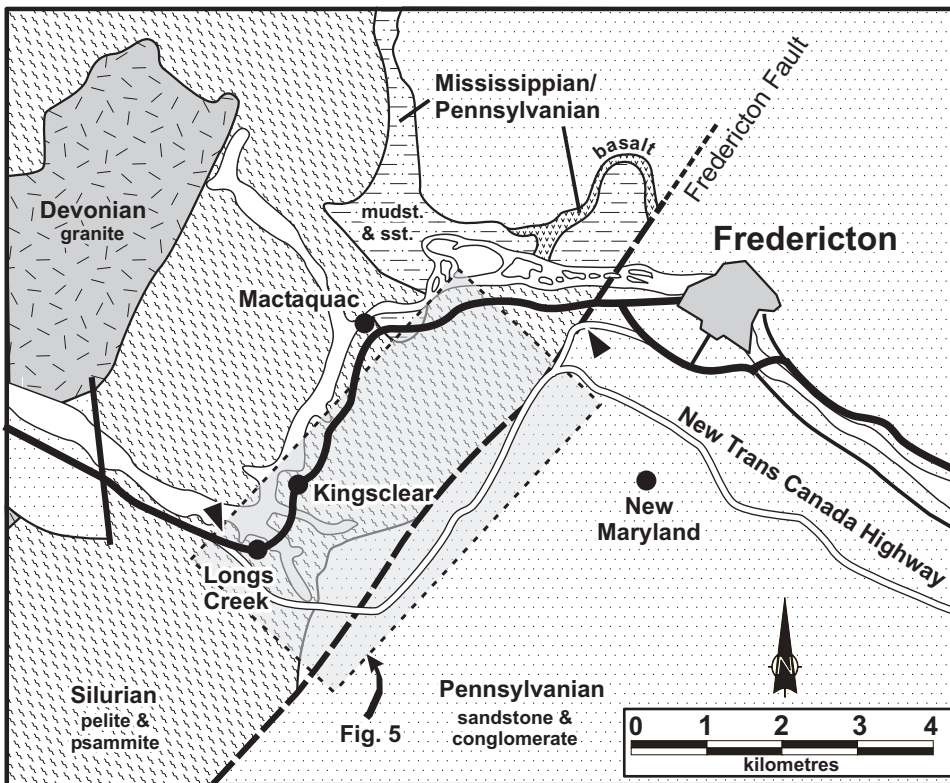 Mississippian/
Pennsylvanian
basalt
Fredericton Fault
Devonian
granite
mudst.
& sst.
Fredericton
Mactaquac
Kingsclear
New Trans Canada Highway
New
Maryland
Longs
Creek
N
Silurian
pelite &
psammite
Fig. 5
Pennsylvanian
sandstone &
conglomerate
0 1 2 3 4
kilometres